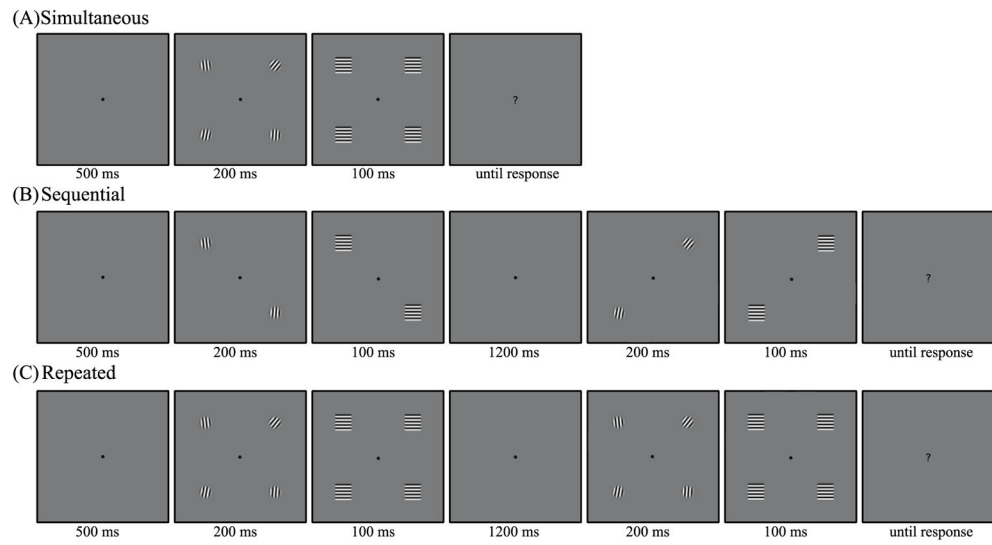 (A) Simultaneous
?
500 ms 200 ms 100 ms until response
(B) Sequential
?
500 ms 200 ms 100 ms 1200 ms 200 ms 100 ms until response
(C) Repeated
?
500 ms 200 ms 100 ms 1200 ms 200 ms 100 ms until response